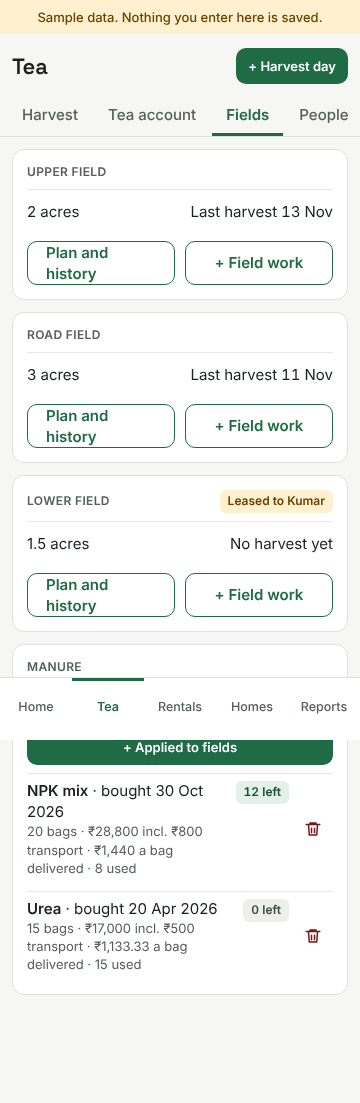 Sample data. Nothing you enter here is saved.
Tea
+ Harvest day
Harvest Tea account Fields People
UPPER FIELD
2 acres Last harvest 13 Nov
Plan and
history
+ Field work
ROAD FIELD
3 acres Last harvest 11 Nov
Plan and
history
+ Field work
LOWER FIELD Leased to Kumar
1.5 acres No harvest yet
Plan and
history
+ Field work
MANURE
Home Tea Rentals Homes Reports
+ Applied to fields
NPK mix · bought 30 Oct
2026
12 left
20 bags · ₹28,800 incl. ₹800
transport · ₹1,440 a bag
delivered · 8 used
Urea · bought 20 Apr 2026 0 left
15 bags · ₹17,000 incl. ₹500
transport · ₹1,133.33 a bag
delivered · 15 used